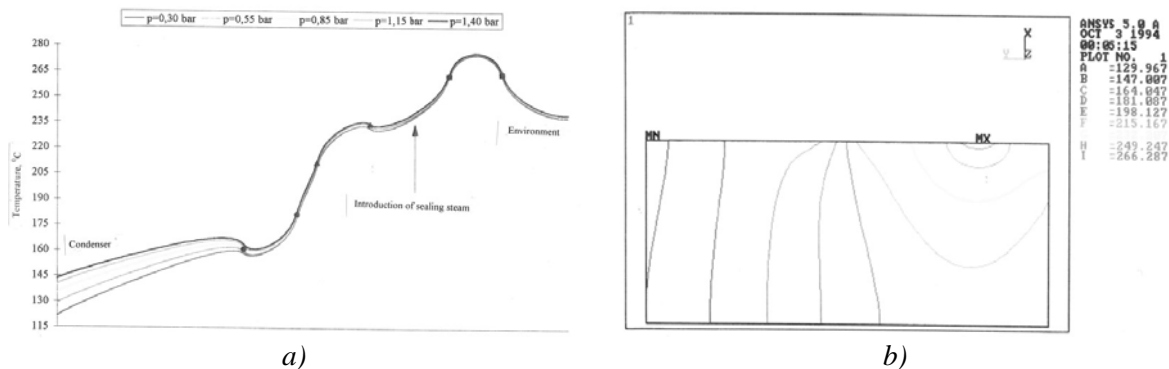 p=0,30 bar p=0,55 bar p=0,85 bar p=1,15 bar p=1,40 bar
280
265
250
235
220
205
190
175
160
145
130
115
Temperature, °C
Condenser
Introduction of sealing steam
Environment
a)
1
X
Y
Z
MN
MX
ANSYS 5.0 A
OCT 3 1994
00:05:15
PLOT NO. 1
A =129.967
B =147.007
C =164.047
D =181.087
E =198.127
F =215.167
H =249.247
I =266.287
b)